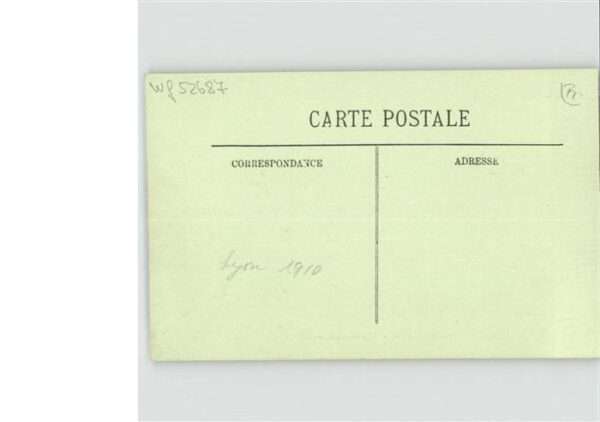 Wf 52687
CARTE POSTALE
CORRESPONDANCE
ADRESSE
Lyon 1910